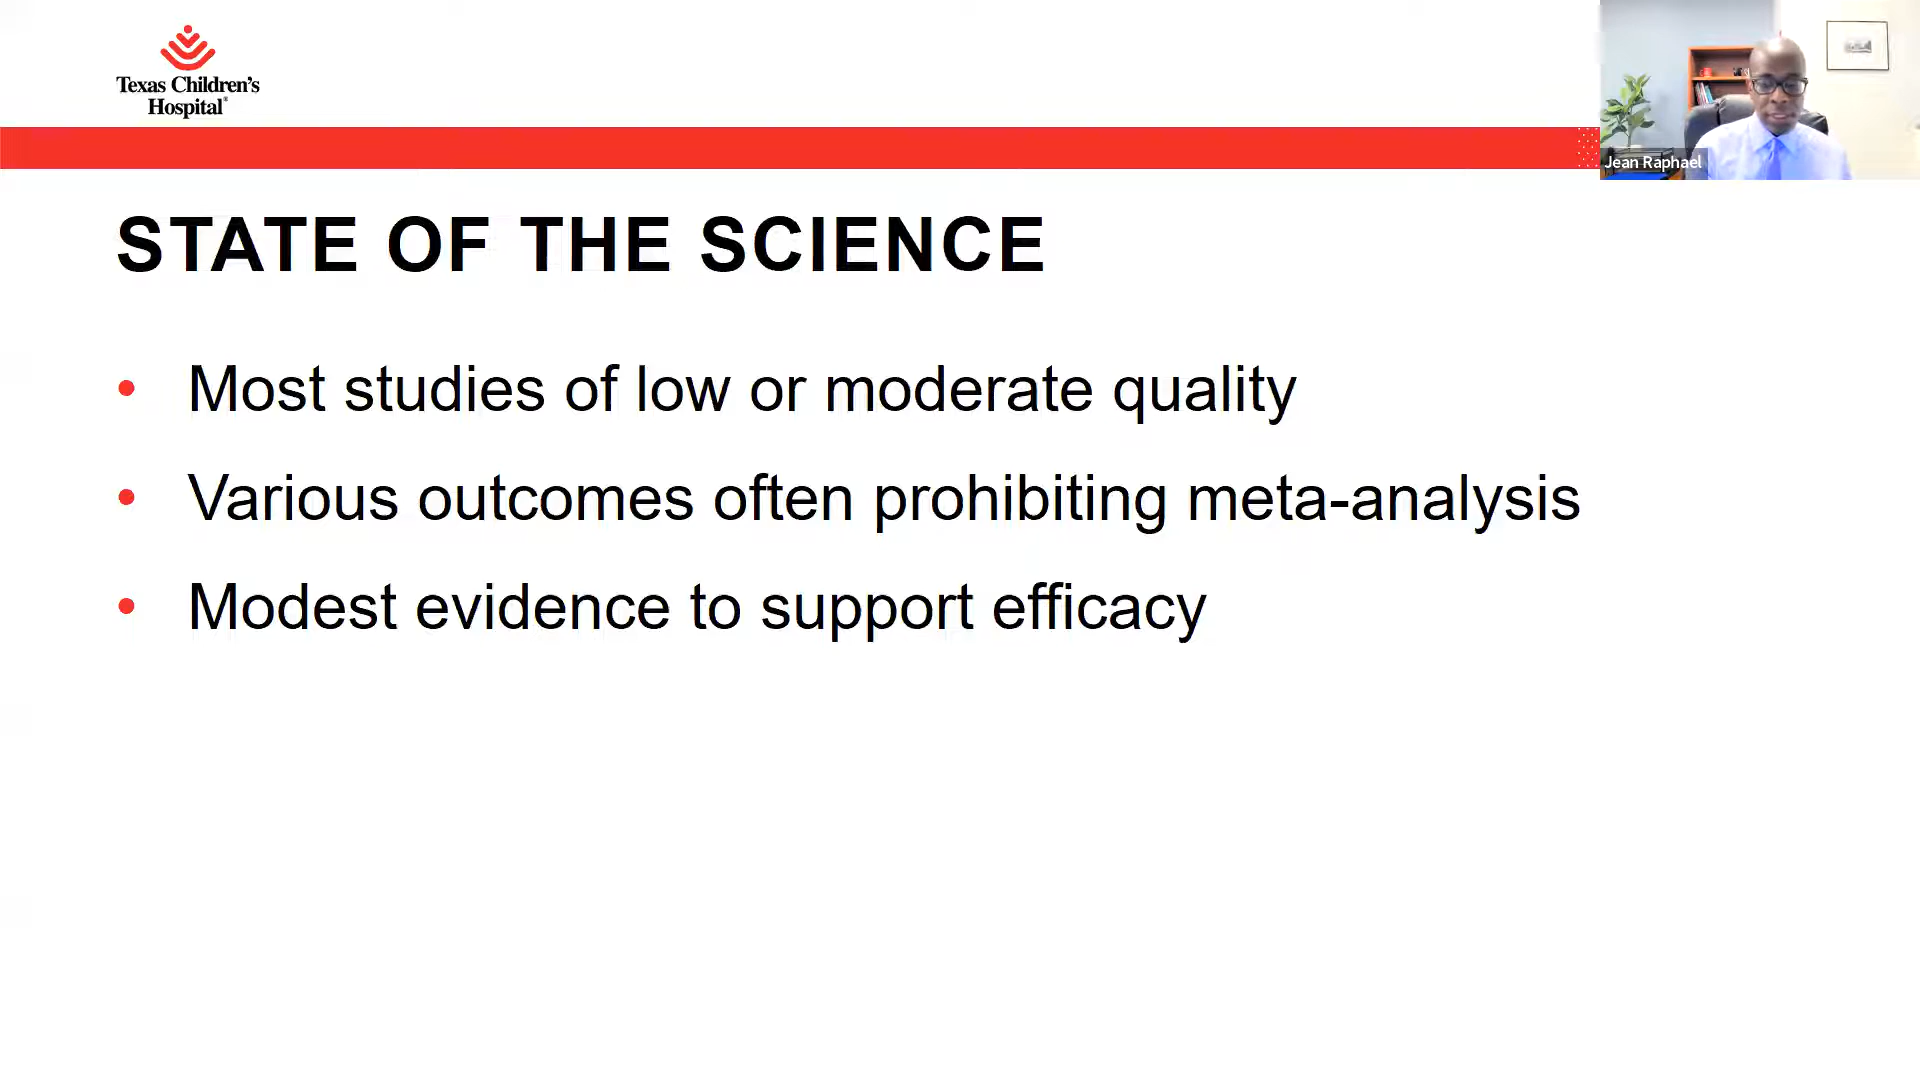 Texas Children's
Hospital®
Jean Raphael
STATE OF THE SCIENCE
• Most studies of low or moderate quality
• Various outcomes often prohibiting meta-analysis
• Modest evidence to support efficacy